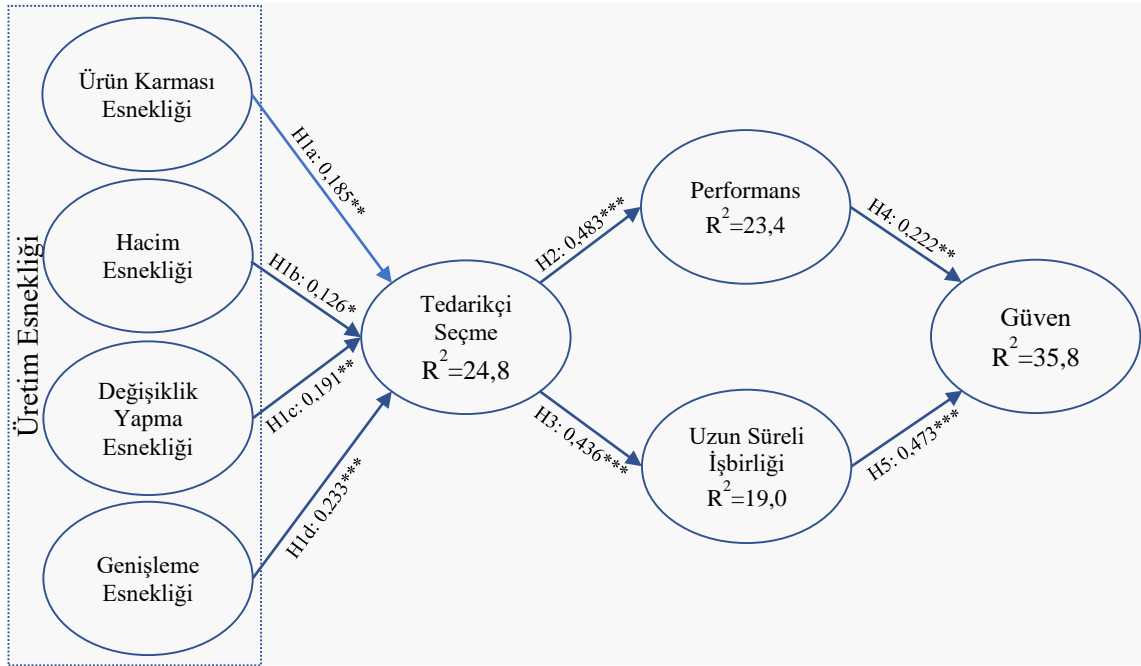 Üretim Esnekliği
Ürün Karması
Esnekliği
Hacim
Esnekliği
Değişiklik
Yapma
Esnekliği
Genişleme
Esnekliği
H1a: 0,185**
H1b: 0,126*
H1c: 0,191**
H1d: 0,233***
Tedarikçi
Seçme
R²=24,8
H2: 0,483***
H3: 0,436***
Performans
R²=23,4
Uzun Süreli
İşbirliği
R²=19,0
H4: 0,222**
H5: 0,473***
Güven
R²=35,8